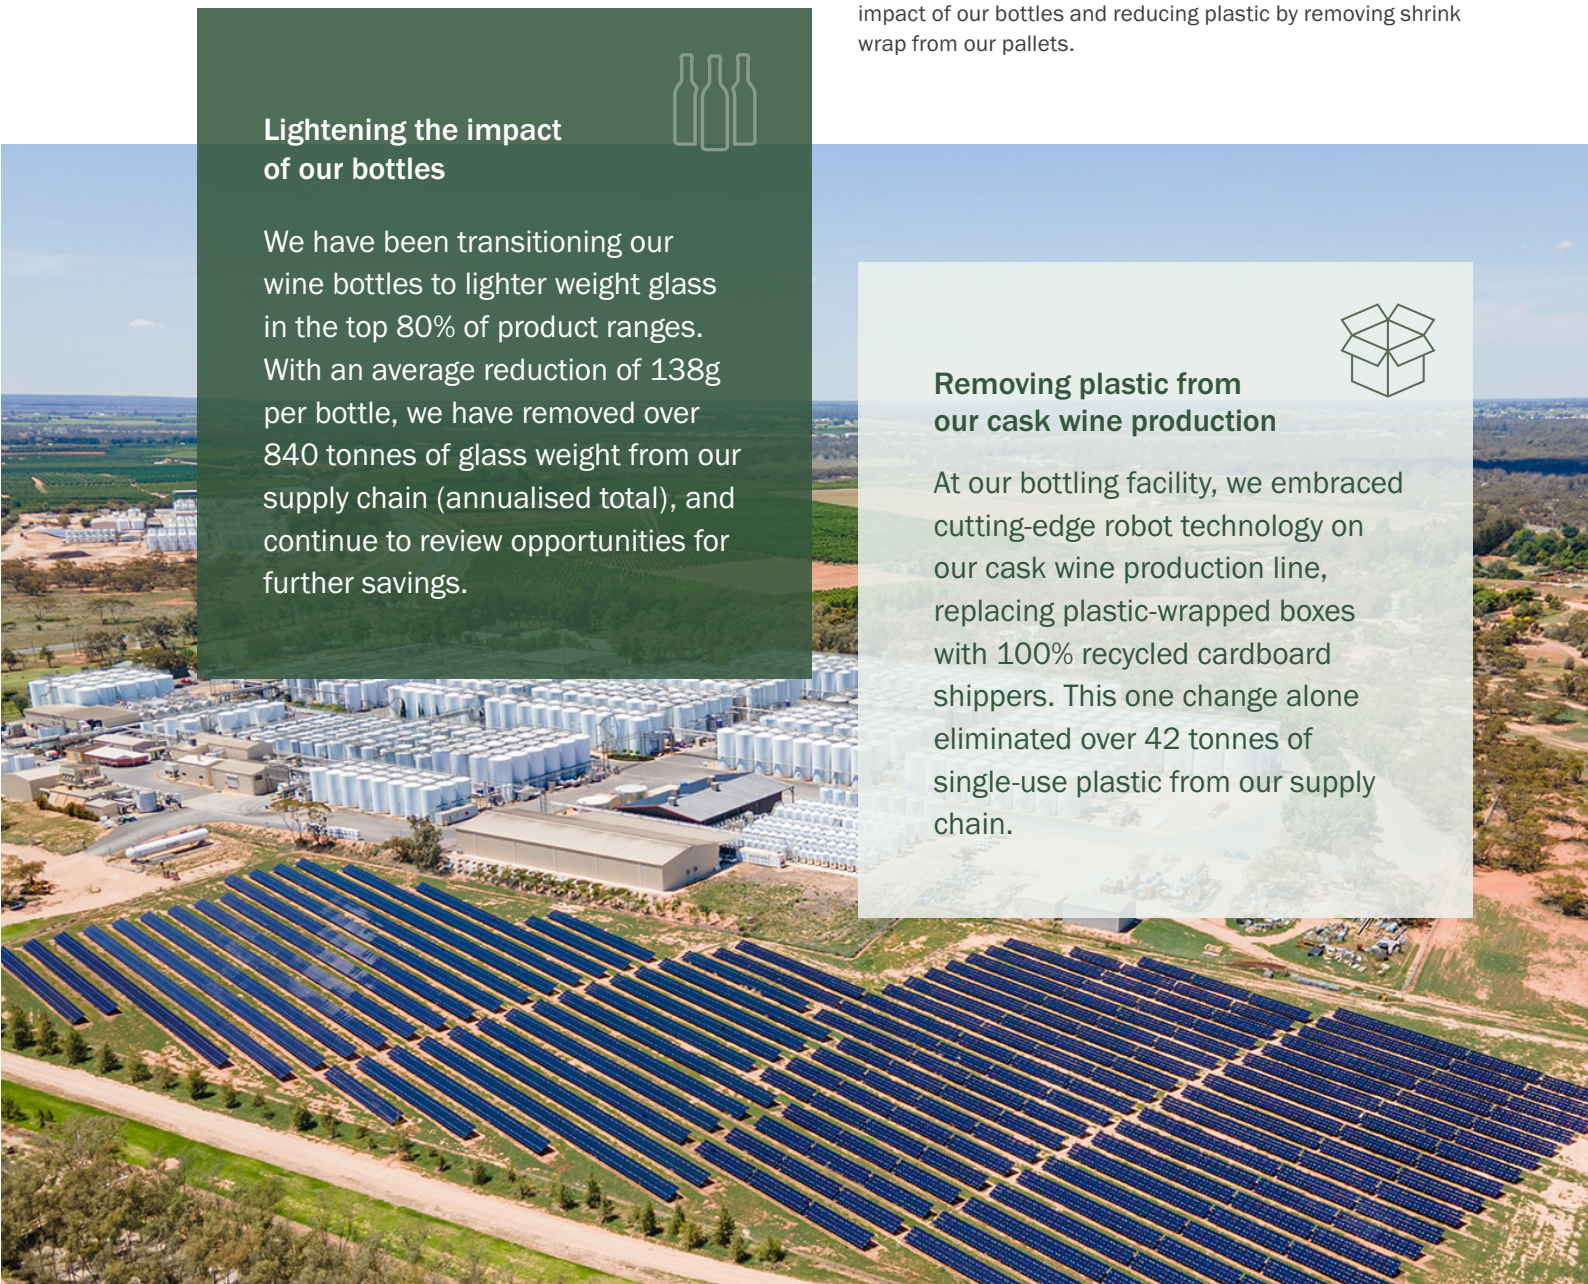 impact of our bottles and reducing plastic by removing shrink
wrap from our pallets.
Lightening the impact
of our bottles
We have been transitioning our
wine bottles to lighter weight glass
in the top 80% of product ranges.
With an average reduction of 138g
per bottle, we have removed over
840 tonnes of glass weight from our
supply chain (annualised total), and
continue to review opportunities for
further savings.
Removing plastic from
our cask wine production
At our bottling facility, we embraced
cutting-edge robot technology on
our cask wine production line,
replacing plastic-wrapped boxes
with 100% recycled cardboard
shippers. This one change alone
eliminated over 42 tonnes of
single-use plastic from our supply
chain.